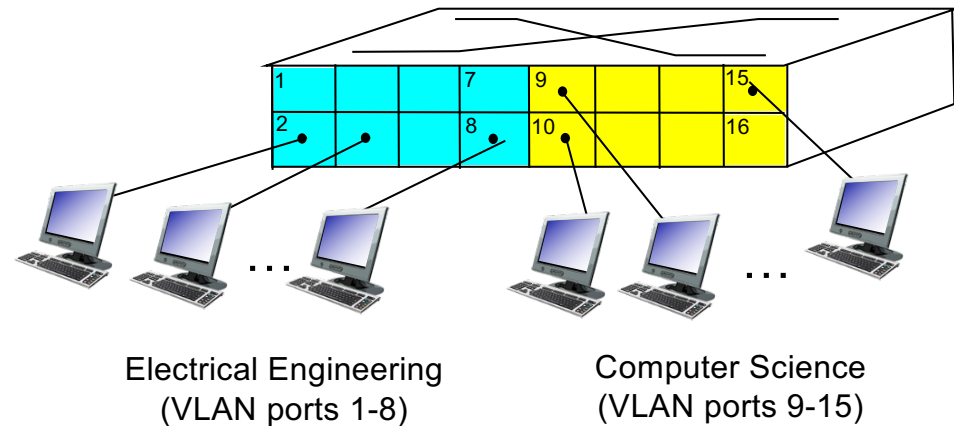 1 7 9 15
2 8 10 16
... ...
Electrical Engineering
(VLAN ports 1-8)
Computer Science
(VLAN ports 9-15)